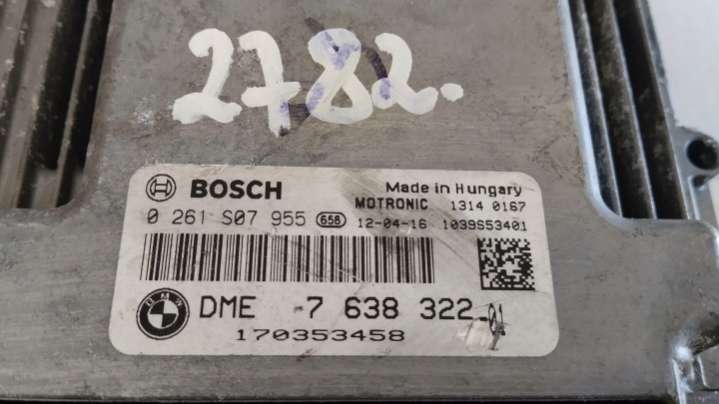 2782.
BOSCH Made in Hungary
MOTRONIC 1314 0167
0 261 S07 955 658 12-04-16 1039S53401
BMW DME 7 638 322-01
170353458